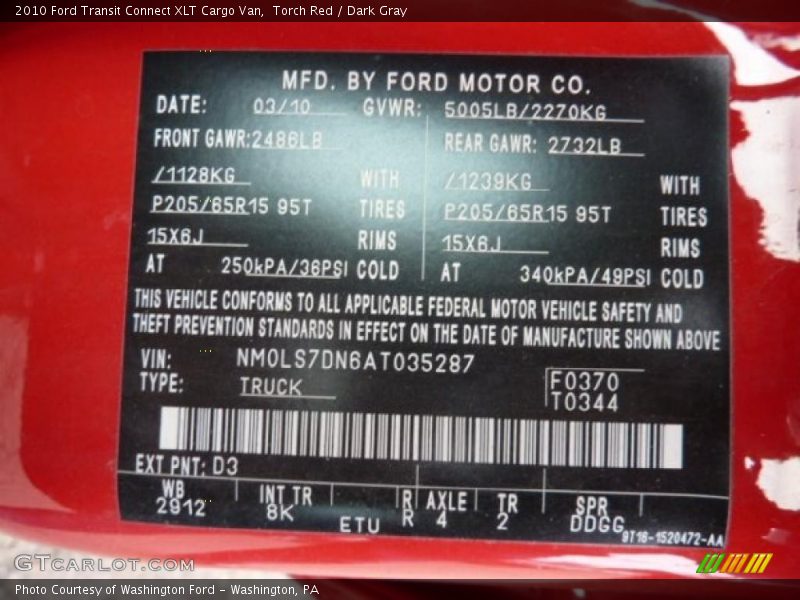 2010 Ford Transit Connect XLT Cargo Van,  Torch Red / Dark Gray
MFD. BY FORD MOTOR CO.
DATE: 03/10 GVWR: 5005LB/2270KG
FRONT GAWR:2486LB REAR GAWR: 2732LB
/1128KG WITH /1239KG WITH
P205/65R15 95T TIRES P205/65R15 95T TIRES
15X6J RIMS 15X6J RIMS
AT 250kPA/36PSI COLD AT 340kPA/49PSI COLD
THIS VEHICLE CONFORMS TO ALL APPLICABLE FEDERAL MOTOR VEHICLE SAFETY AND
THEFT PREVENTION STANDARDS IN EFFECT ON THE DATE OF MANUFACTURE SHOWN ABOVE
VIN: NM0LS7DN6AT035287
TYPE: TRUCK F0370
T0344
EXT PNT: D3
WB INT TR R AXLE TR SPR
2912 8K ETU R 4 2 DDGG
9T16-1520472-AA
GTCARLOT.COM
Photo Courtesy of Washington Ford - Washington, PA